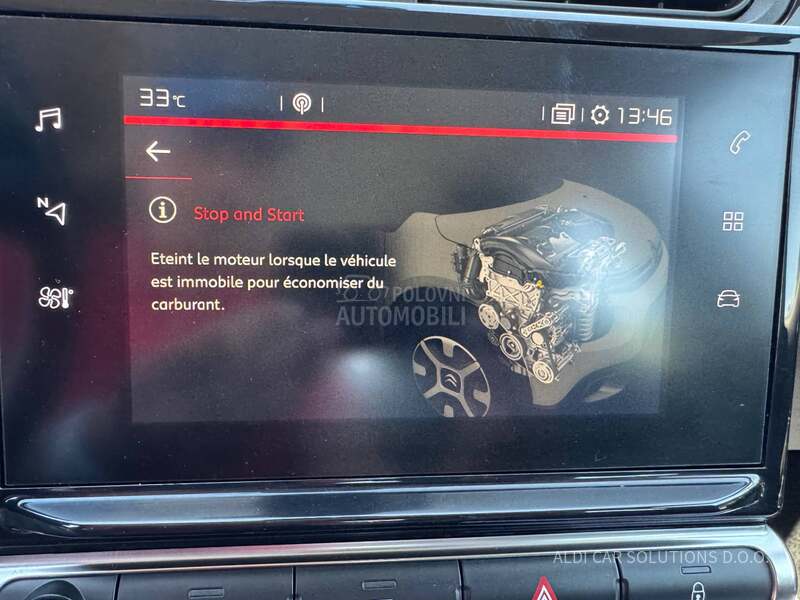 33°C
13:46
N
Stop and Start
Eteint le moteur lorsque le véhicule
est immobile pour économiser du
carburant.
POLOVNI
AUTOMOBILI
ALDI CAR SOLUTIONS D.O.O.